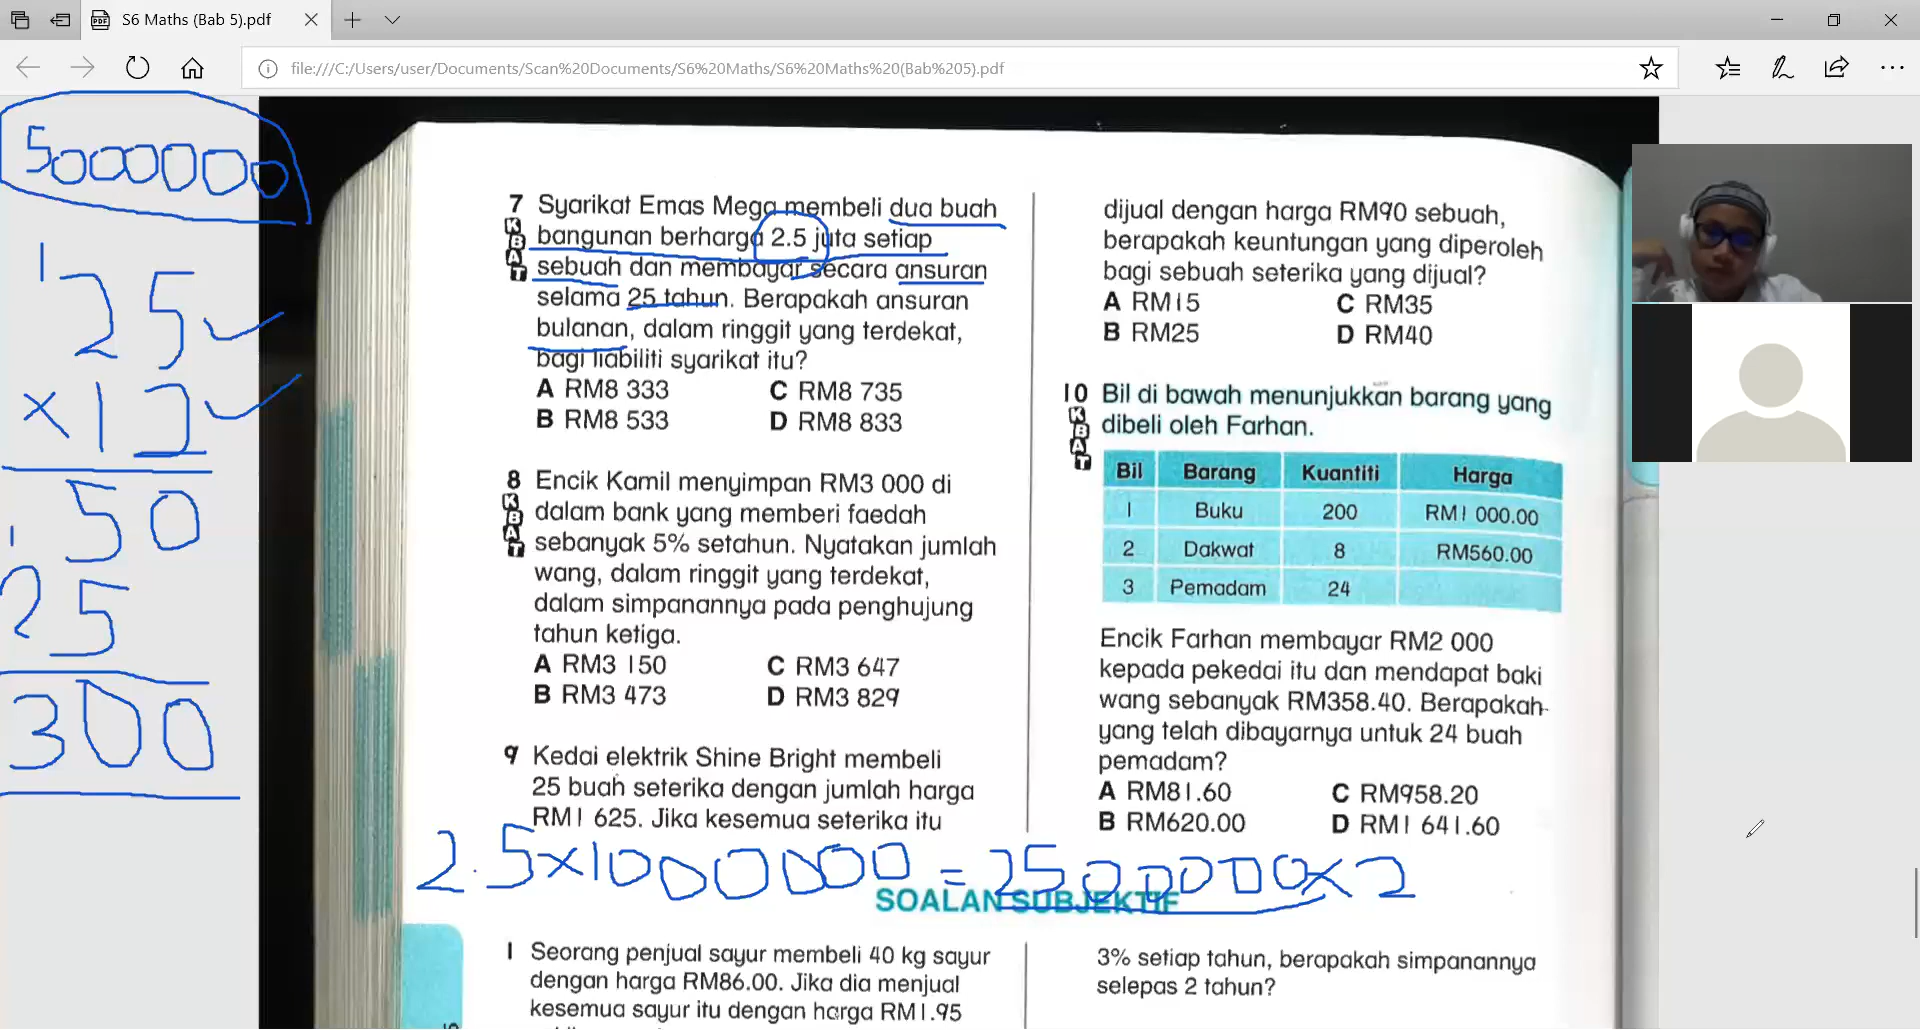 S6 Maths (Bab 5).pdf
file:///C:/Users/user/Documents/Scan%20Documents/S6%20Maths/S6%20Maths%20(Bab%205).pdf
5000000
1
25
×12
50
25
300
7 Syarikat Emas Mega membeli dua buah
bangunan berharga 2.5 juta setiap
sebuah dan membayar secara ansuran
selama 25 tahun. Berapakah ansuran
bulanan, dalam ringgit yang terdekat,
bagi liabiliti syarikat itu?
KBAT
A RM8 333 C RM8 735
B RM8 533 D RM8 833
8 Encik Kamil menyimpan RM3 000 di
dalam bank yang memberi faedah
sebanyak 5% setahun. Nyatakan jumlah
wang, dalam ringgit yang terdekat,
dalam simpanannya pada penghujung
tahun ketiga.
KBAT
A RM3 150 C RM3 647
B RM3 473 D RM3 829
9 Kedai elektrik Shine Bright membeli
25 buah seterika dengan jumlah harga
RM1 625. Jika kesemua seterika itu
dijual dengan harga RM90 sebuah,
berapakah keuntungan yang diperoleh
bagi sebuah seterika yang dijual?
A RM15 C RM35
B RM25 D RM40
10 Bil di bawah menunjukkan barang yang
dibeli oleh Farhan.
KBAT
Bil Barang Kuantiti Harga
1 Buku 200 RM1 000.00
2 Dakwat 8 RM560.00
3 Pemadam 24
Encik Farhan membayar RM2 000
kepada pekedai itu dan mendapat baki
wang sebanyak RM358.40. Berapakah
yang telah dibayarnya untuk 24 buah
pemadam?
A RM81.60 C RM958.20
B RM620.00 D RM1 641.60
2.5×1000000 = 2500000×2
SOALAN SUBJEKTIF
1 Seorang penjual sayur membeli 40 kg sayur
dengan harga RM86.00. Jika dia menjual
kesemua sayur itu dengan harga RM1.95
3% setiap tahun, berapakah simpanannya
selepas 2 tahun?